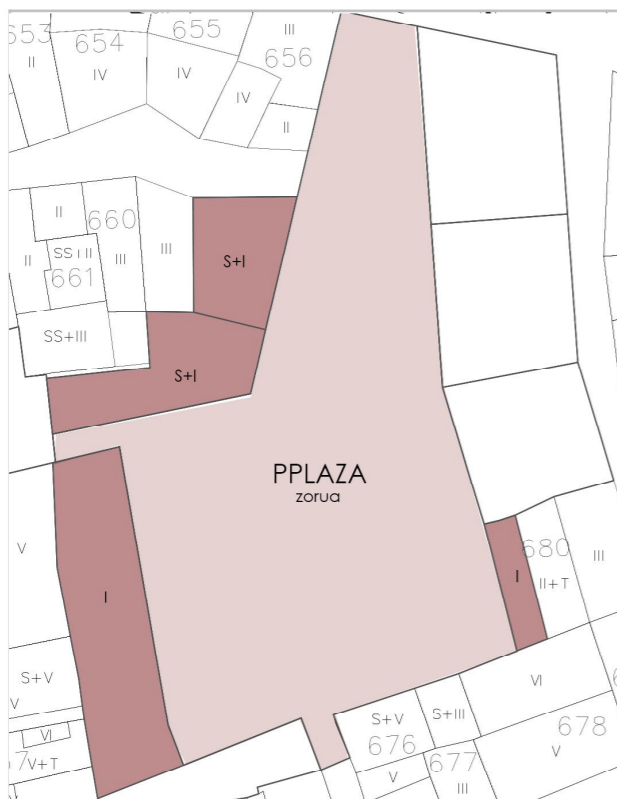 653
654
655
III
656
II
IV
IV
IV
II
II
660
III
III
S+I
II
SS I II
661
SS+III
S+I
PPLAZA
zorua
V
I
I
680
II+T
III
S+V
V
VI
V+T
S+V
676
S+III
VI
678
V
V
677
III